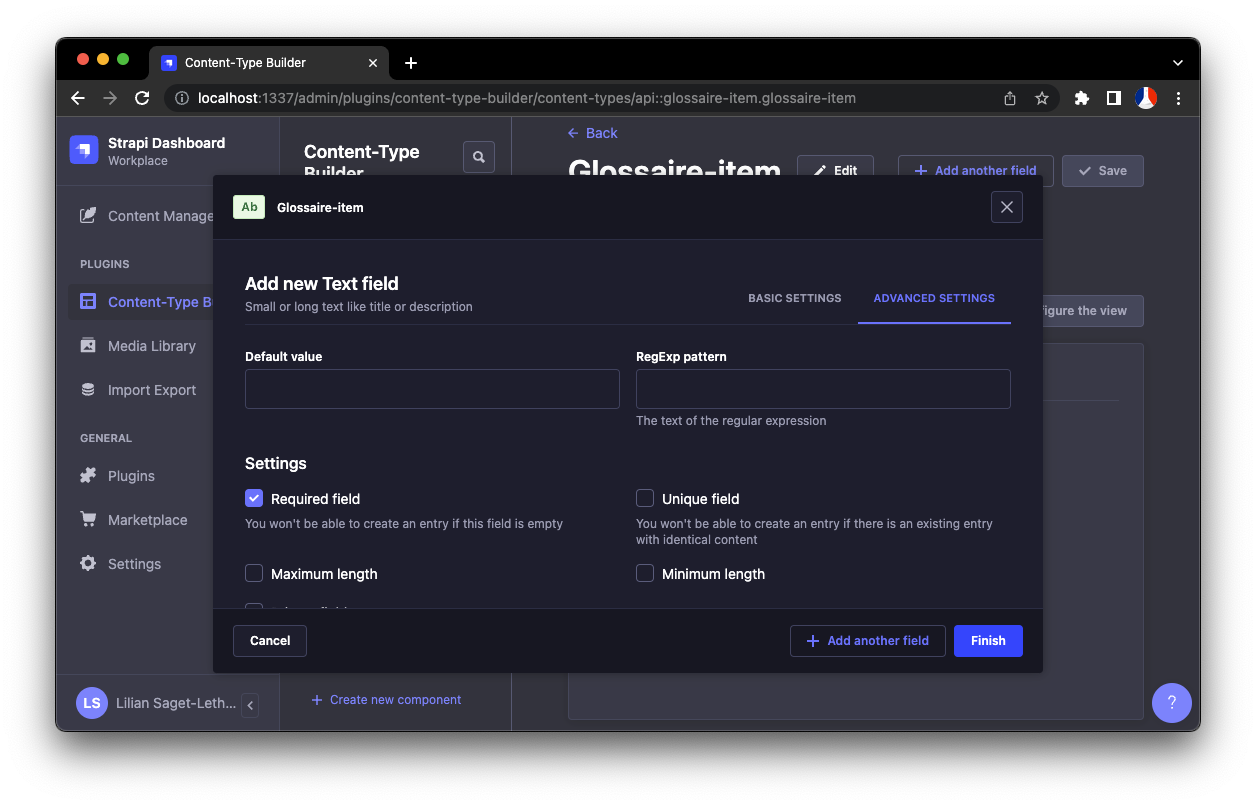 Content-Type Builder
localhost:1337/admin/plugins/content-type-builder/content-types/api::glossaire-item.glossaire-item
Strapi Dashboard
Workplace
Content Manage
PLUGINS
Content-Type B
Media Library
Import Export
GENERAL
Plugins
Marketplace
Settings
LS Lilian Saget-Leth...
Content-Type
Builder
Create new component
Back
Glossaire-item
Edit
Add another field
Save
figure the view
Ab Glossaire-item
Add new Text field
Small or long text like title or description
BASIC SETTINGS
ADVANCED SETTINGS
Default value
RegExp pattern
The text of the regular expression
Settings
Required field
You won't be able to create an entry if this field is empty
Unique field
You won't be able to create an entry if there is an existing entry
with identical content
Maximum length
Minimum length
Cancel
Add another field
Finish
?